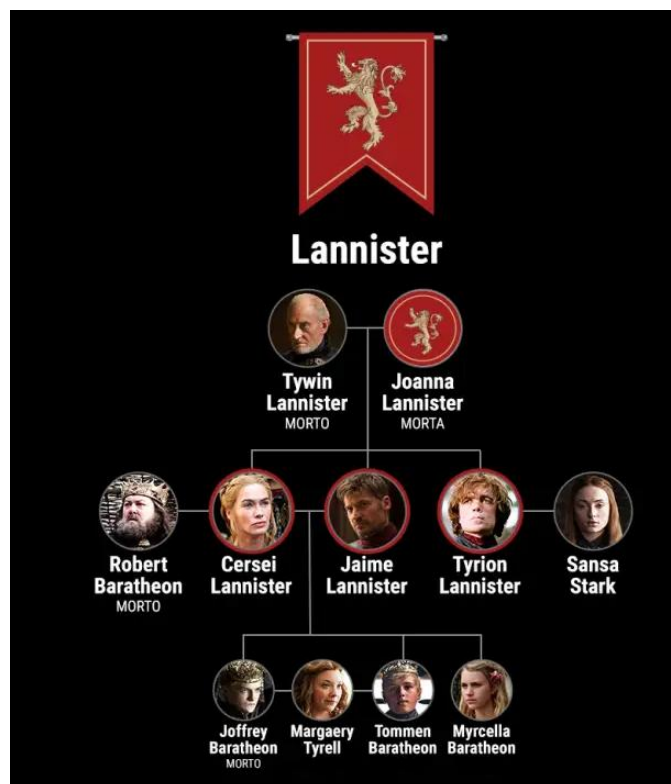 Lannister
Tywin
Lannister
MORTO
Joanna
Lannister
MORTA
Robert
Baratheon
MORTO
Cersei
Lannister
Jaime
Lannister
Tyrion
Lannister
Sansa
Stark
Joffrey
Baratheon
MORTO
Margaery
Tyrell
Tommen
Baratheon
Myrcella
Baratheon